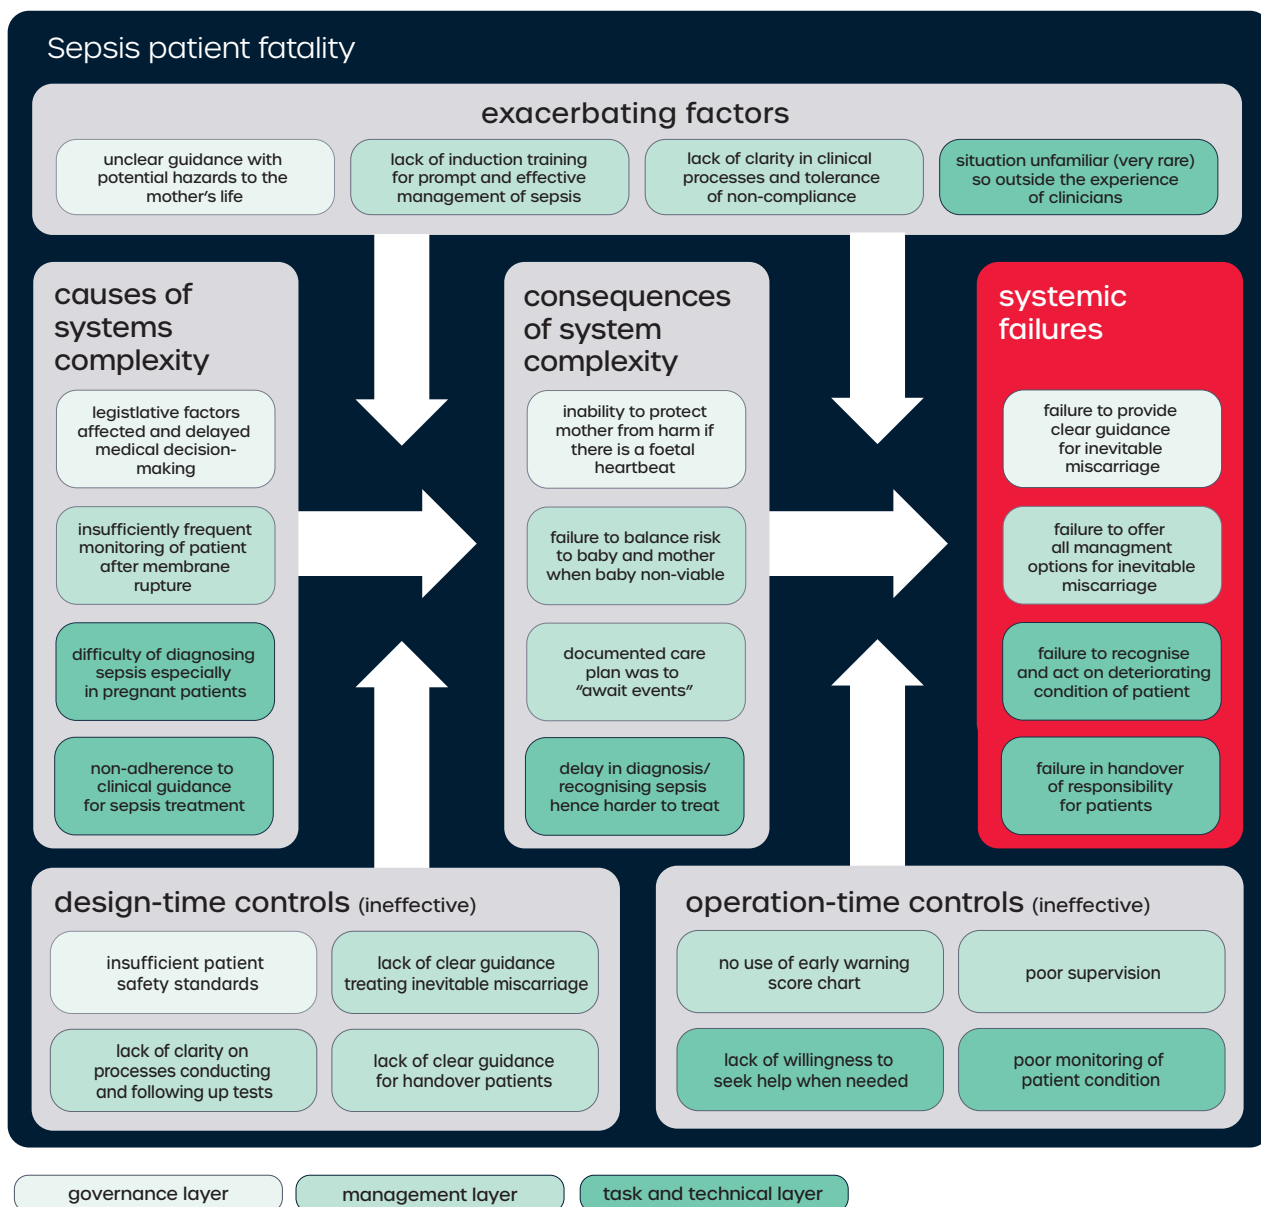 Sepsis patient fatality
exacerbating factors
unclear guidance with
potential hazards to the
mother's life
lack of induction training
for prompt and effective
management of sepsis
lack of clarity in clinical
processes and tolerance
of non-compliance
situation unfamiliar (very rare)
so outside the experience
of clinicians
causes of
systems
complexity
legistlative factors
affected and delayed
medical decision-
making
insufficiently frequent
monitoring of patient
after membrane
rupture
difficulty of diagnosing
sepsis especially
in pregnant patients
non-adherence to
clinical guidance
for sepsis treatment
consequences
of system
complexity
inability to protect
mother from harm if
there is a foetal
heartbeat
failure to balance risk
to baby and mother
when baby non-viable
documented care
plan was to
“await events”
delay in diagnosis/
recognising sepsis
hence harder to treat
systemic
failures
failure to provide
clear guidance
for inevitable
miscarriage
failure to offer
all managment
options for inevitable
miscarriage
failure to recognise
and act on deteriorating
condition of patient
failure in handover
of responsibility
for patients
design-time controls (ineffective)
insufficient patient
safety standards
lack of clear guidance
treating inevitable miscarriage
lack of clarity on
processes conducting
and following up tests
lack of clear guidance
for handover patients
operation-time controls (ineffective)
no use of early warning
score chart
poor supervision
lack of willingness to
seek help when needed
poor monitoring of
patient condition
governance layer
management layer
task and technical layer